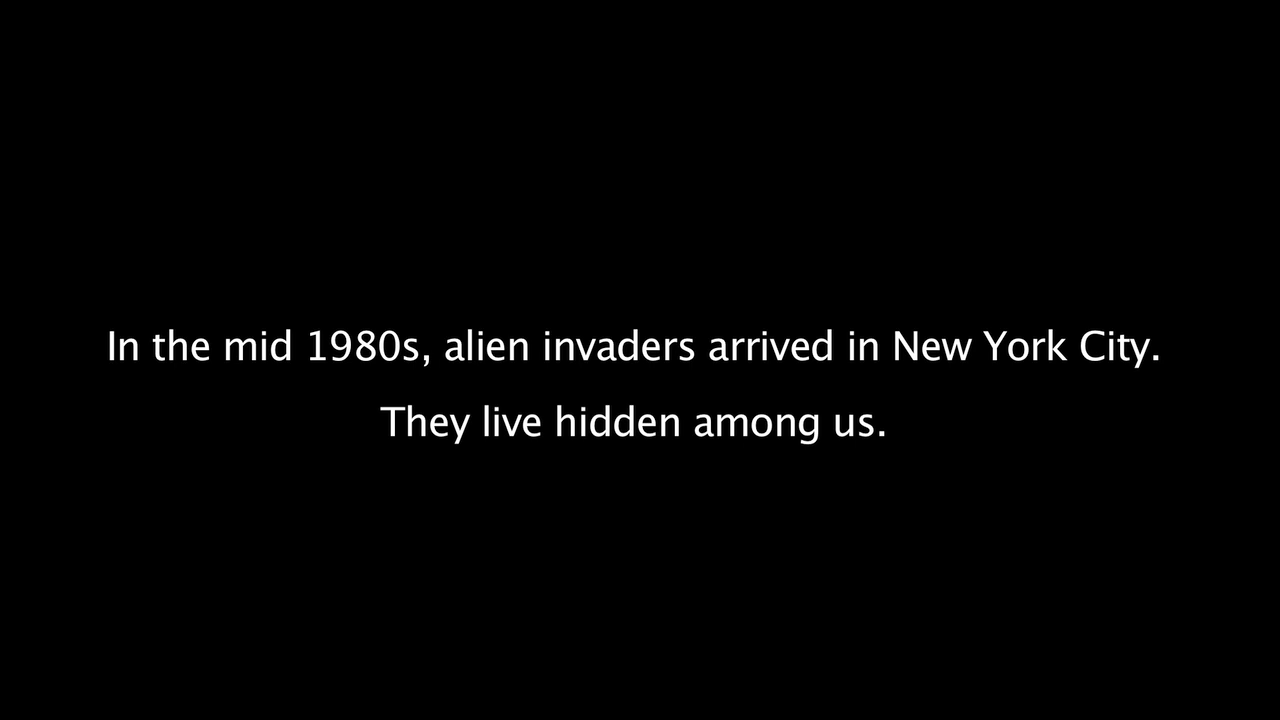 In the mid 1980s, alien invaders arrived in New York City.
They live hidden among us.